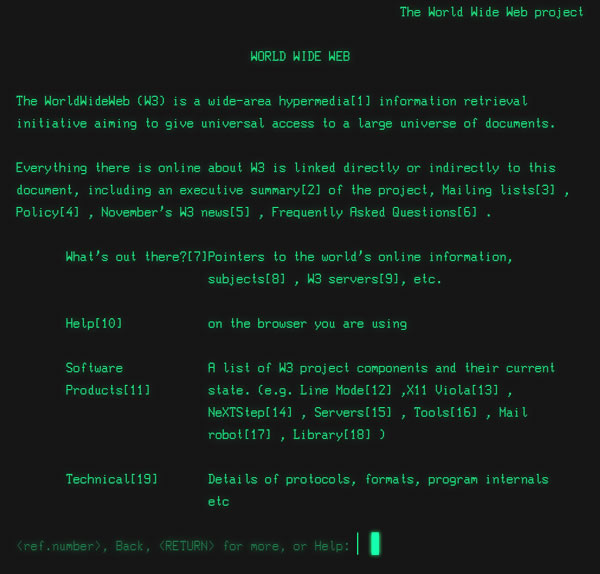 The World Wide Web project
WORLD WIDE WEB
The WorldWideWeb (W3) is a wide-area hypermedia[1] information retrieval
initiative aiming to give universal access to a large universe of documents.
Everything there is online about W3 is linked directly or indirectly to this
document, including an executive summary[2] of the project, Mailing lists[3] ,
Policy[4] , November's W3 news[5] , Frequently Asked Questions[6] .
What's out there?[7]Pointers to the world's online information,
subjects[8] , W3 servers[9], etc.
Help[10] on the browser you are using
Software A list of W3 project components and their current
Products[11] state. (e.g. Line Mode[12] ,X11 Viola[13] ,
NeXTStep[14] , Servers[15] , Tools[16] , Mail
robot[17] , Library[18] )
Technical[19] Details of protocols, formats, program internals
etc
<ref.number>, Back, <RETURN> for more, or Help: